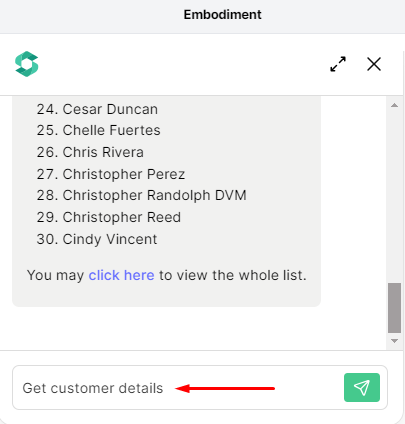 Embodiment
24. Cesar Duncan
25. Chelle Fuertes
26. Chris Rivera
27. Christopher Perez
28. Christopher Randolph DVM
29. Christopher Reed
30. Cindy Vincent
You may click here to view the whole list.
Get customer details